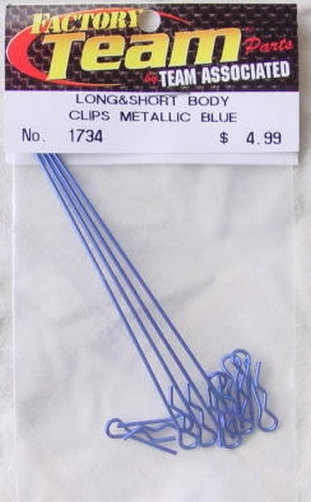 FACTORY
Team Parts
by TEAM ASSOCIATED
LONG&SHORT BODY
CLIPS METALLIC BLUE
No. 1734 $ 4.99